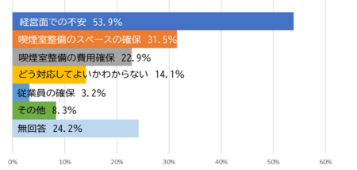 経営面での不安 53.9%
喫煙室整備のスペースの確保 31.5%
喫煙室整備の費用確保 22.9%
どう対応してよいかわからない 14.1%
従業員の確保 3.2%
その他 8.3%
無回答 24.2%
0% 10% 20% 30% 40% 50% 60%